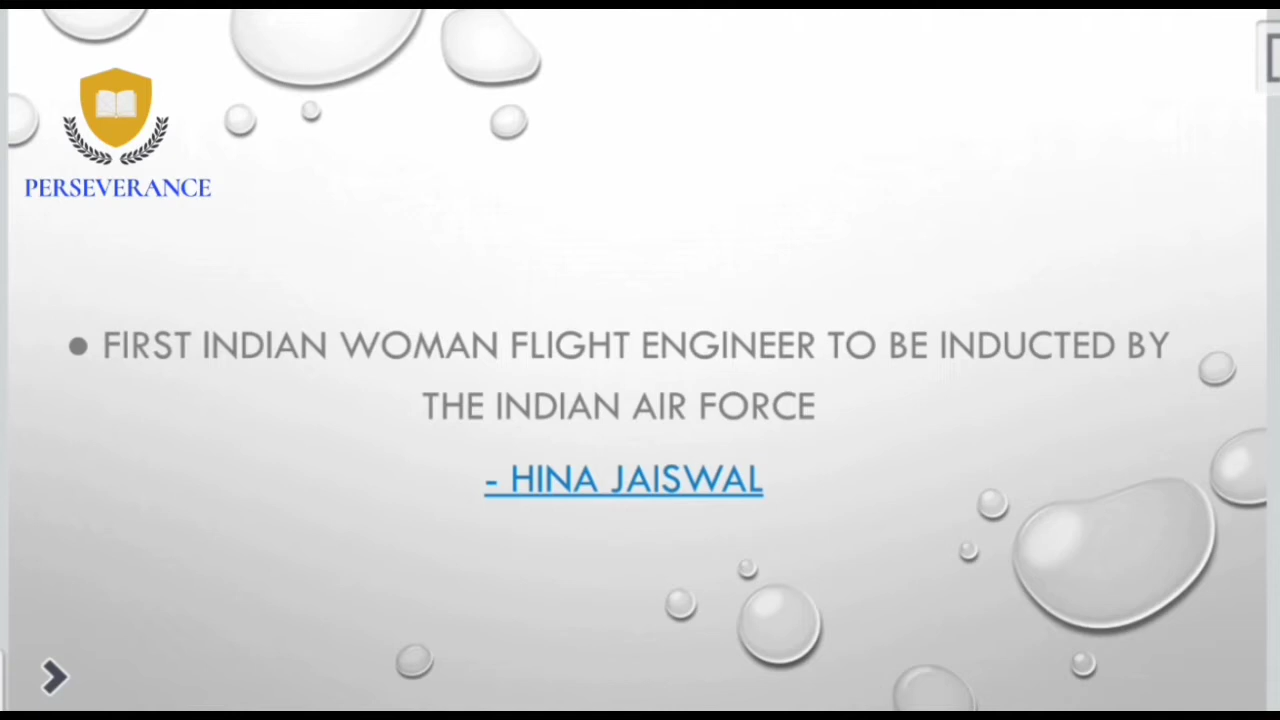 PERSEVERANCE
• FIRST INDIAN WOMAN FLIGHT ENGINEER TO BE INDUCTED BY
THE INDIAN AIR FORCE
- HINA JAISWAL